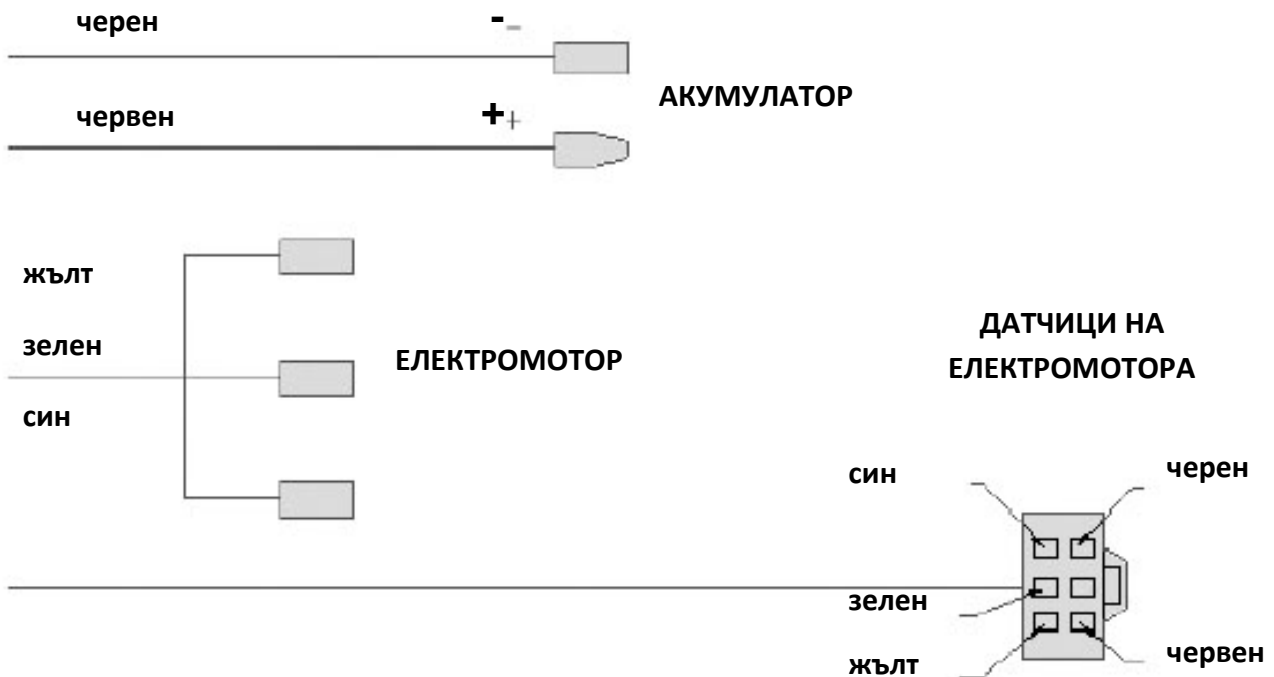 черен - -
червен + +
АКУМУЛАТОР
жълт
зелен
син
ЕЛЕКТРОМОТОР
ДАТЧИЦИ НА
ЕЛЕКТРОМОТОРА
син
черен
зелен
жълт
червен